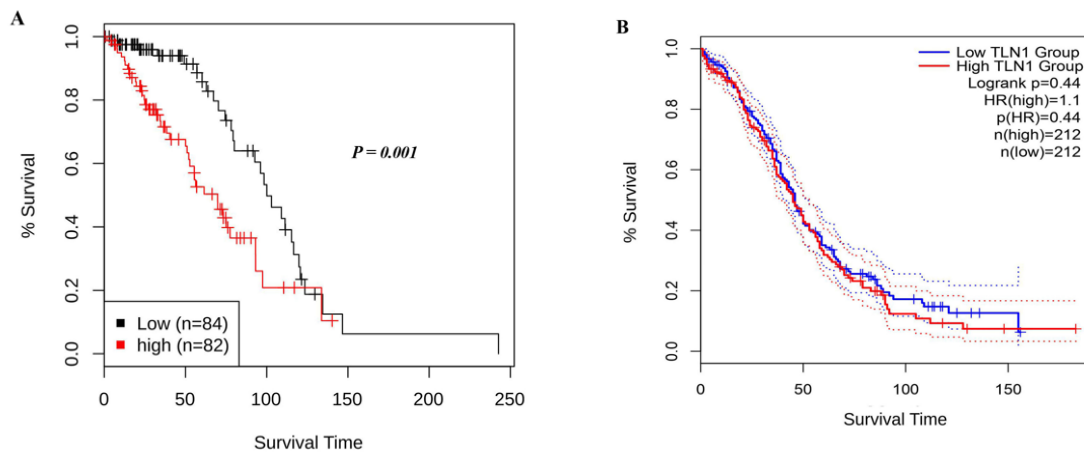 A
1.0
0.8
0.6
0.4
0.2
0.0
% Survival
P = 0.001
Low (n=84)
high (n=82)
0
50
100
150
200
250
Survival Time
B
1.0
0.8
0.6
0.4
0.2
0.0
% Survival
Low TLN1 Group
High TLN1 Group
Logrank p=0.44
HR(high)=1.1
p(HR)=0.44
n(high)=212
n(low)=212
0
50
100
150
Survival Time